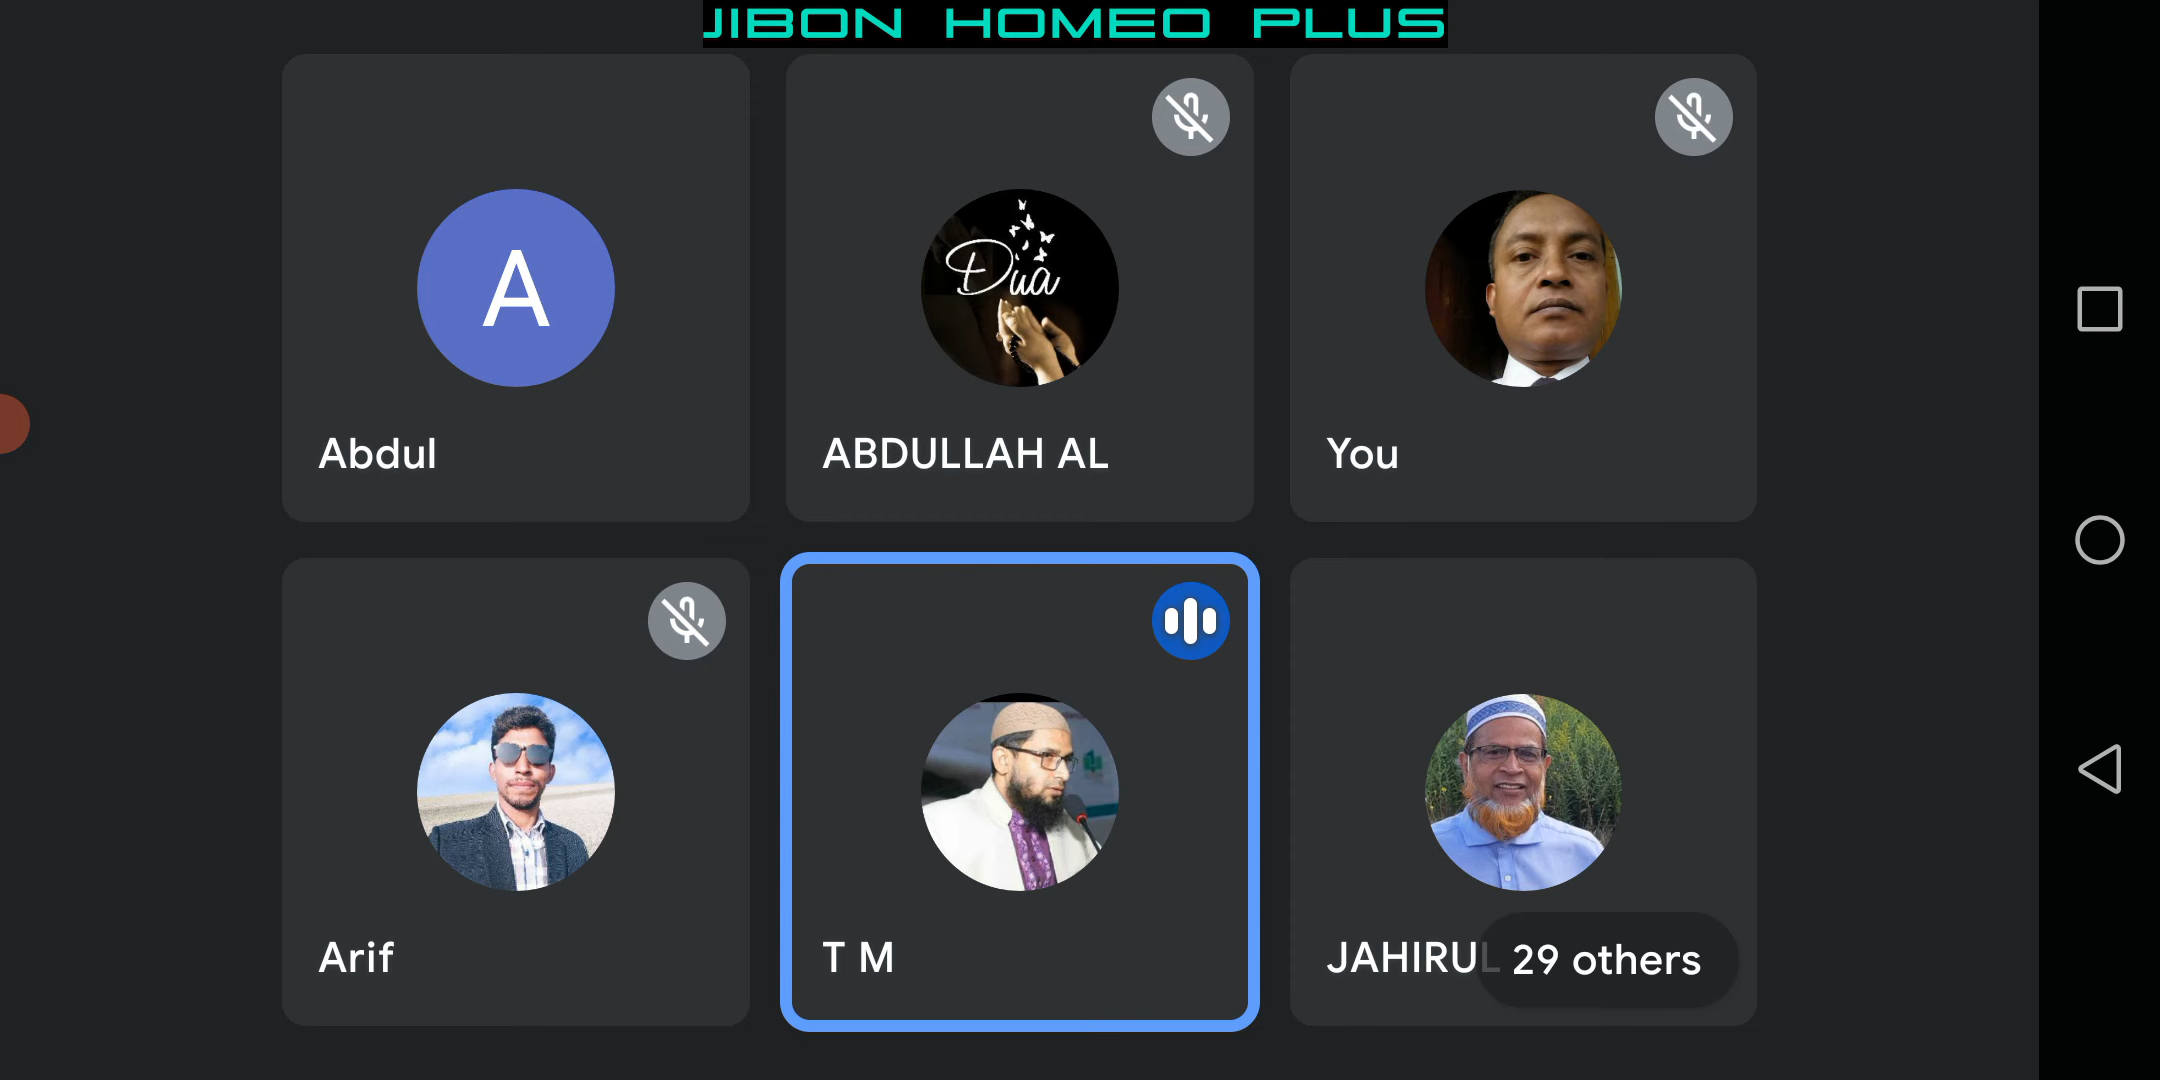 JIBON HOMEO PLUS
A
Dua
Abdul
ABDULLAH AL
You
Arif
T M
JAHIRUL
29 others